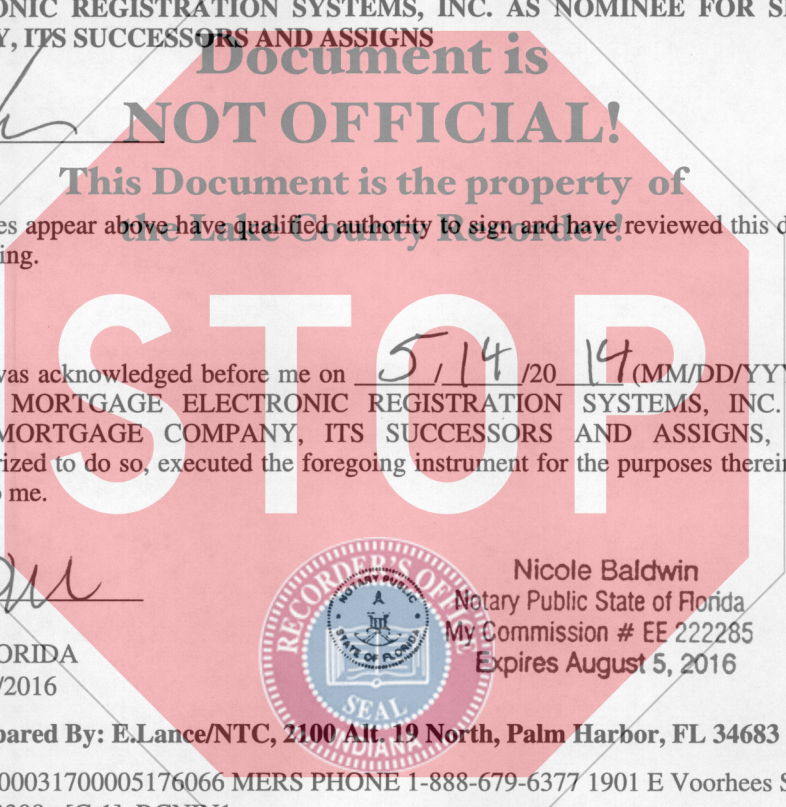 ONIC REGISTRATION SYSTEMS, INC. AS NOMINEE FOR
Y, ITS SUCCESSORS AND ASSIGNS
Document is
NOT OFFICIAL!
This Document is the property of
the Lake County Recorder!
es appear above have qualified authority to sign and have reviewed this d
ing.
STOP
was acknowledged before me on 5/14/2014 (MM/DD/YYY
MORTGAGE ELECTRONIC REGISTRATION SYSTEMS, INC.
MORTGAGE COMPANY, ITS SUCCESSORS AND ASSIGNS,
rized to do so, executed the foregoing instrument for the purposes therein
o me.
RECORDER'S OFFICE
NOTARY PUBLIC
STATE OF FLORIDA
SEAL
INDIANA
Nicole Baldwin
Notary Public State of Florida
My Commission # EE 222285
Expires August 5, 2016
ORIDA
/2016
pared By: E.Lance/NTC, 2100 Alt. 19 North, Palm Harbor, FL 34683
00031700005176066 MERS PHONE 1-888-679-6377 1901 E Voorhees S